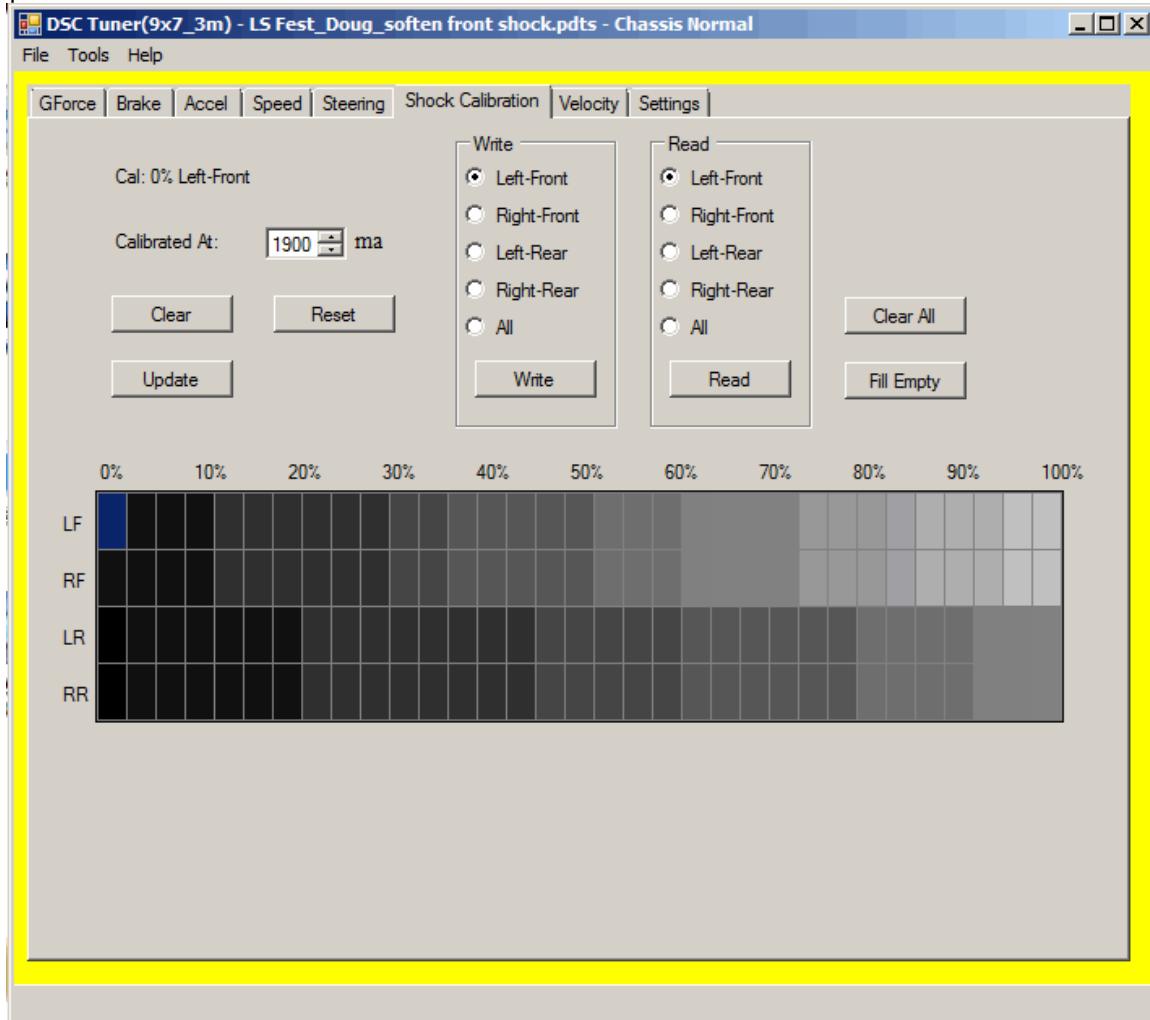 DSC Tuner(9x7_3m) - LS Fest_Doug_soften front shock.pdts - Chassis Normal
File Tools Help
GForce Brake Accel Speed Steering Shock Calibration Velocity Settings
Write
Read
Cal: 0% Left-Front
Left-Front
Left-Front
Right-Front
Right-Front
Calibrated At: 1900 ma
Left-Rear
Left-Rear
Right-Rear
Right-Rear
Clear Reset
All
All
Clear All
Update
Write
Read
Fill Empty
0% 10% 20% 30% 40% 50% 60% 70% 80% 90% 100%
LF
RF
LR
RR